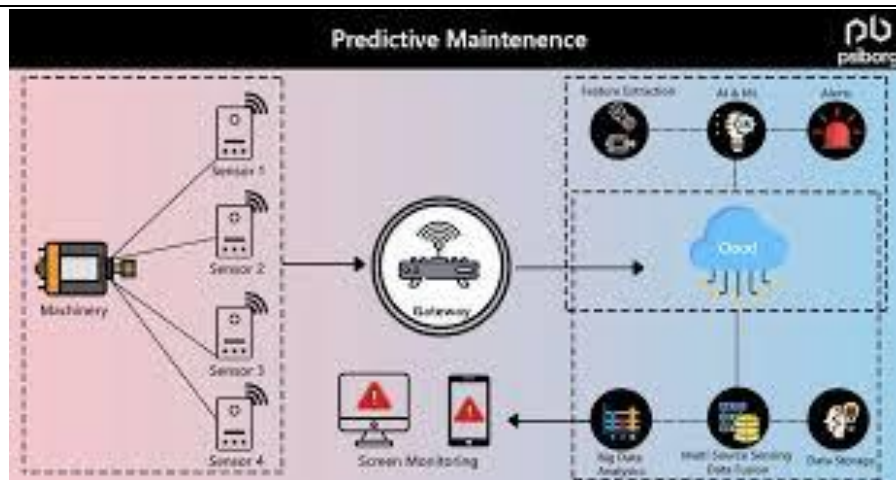 Predictive Maintenence
pb
psiborg
Feature Extraction
AI & ML
Alerts
Sensor 1
Sensor 2
Cloud
Machinery
Gateway
Sensor 3
Sensor 4
Screen Monitoring
Big Data
Analytics
Multi Source Sensing
Data Fusion
Data Storage